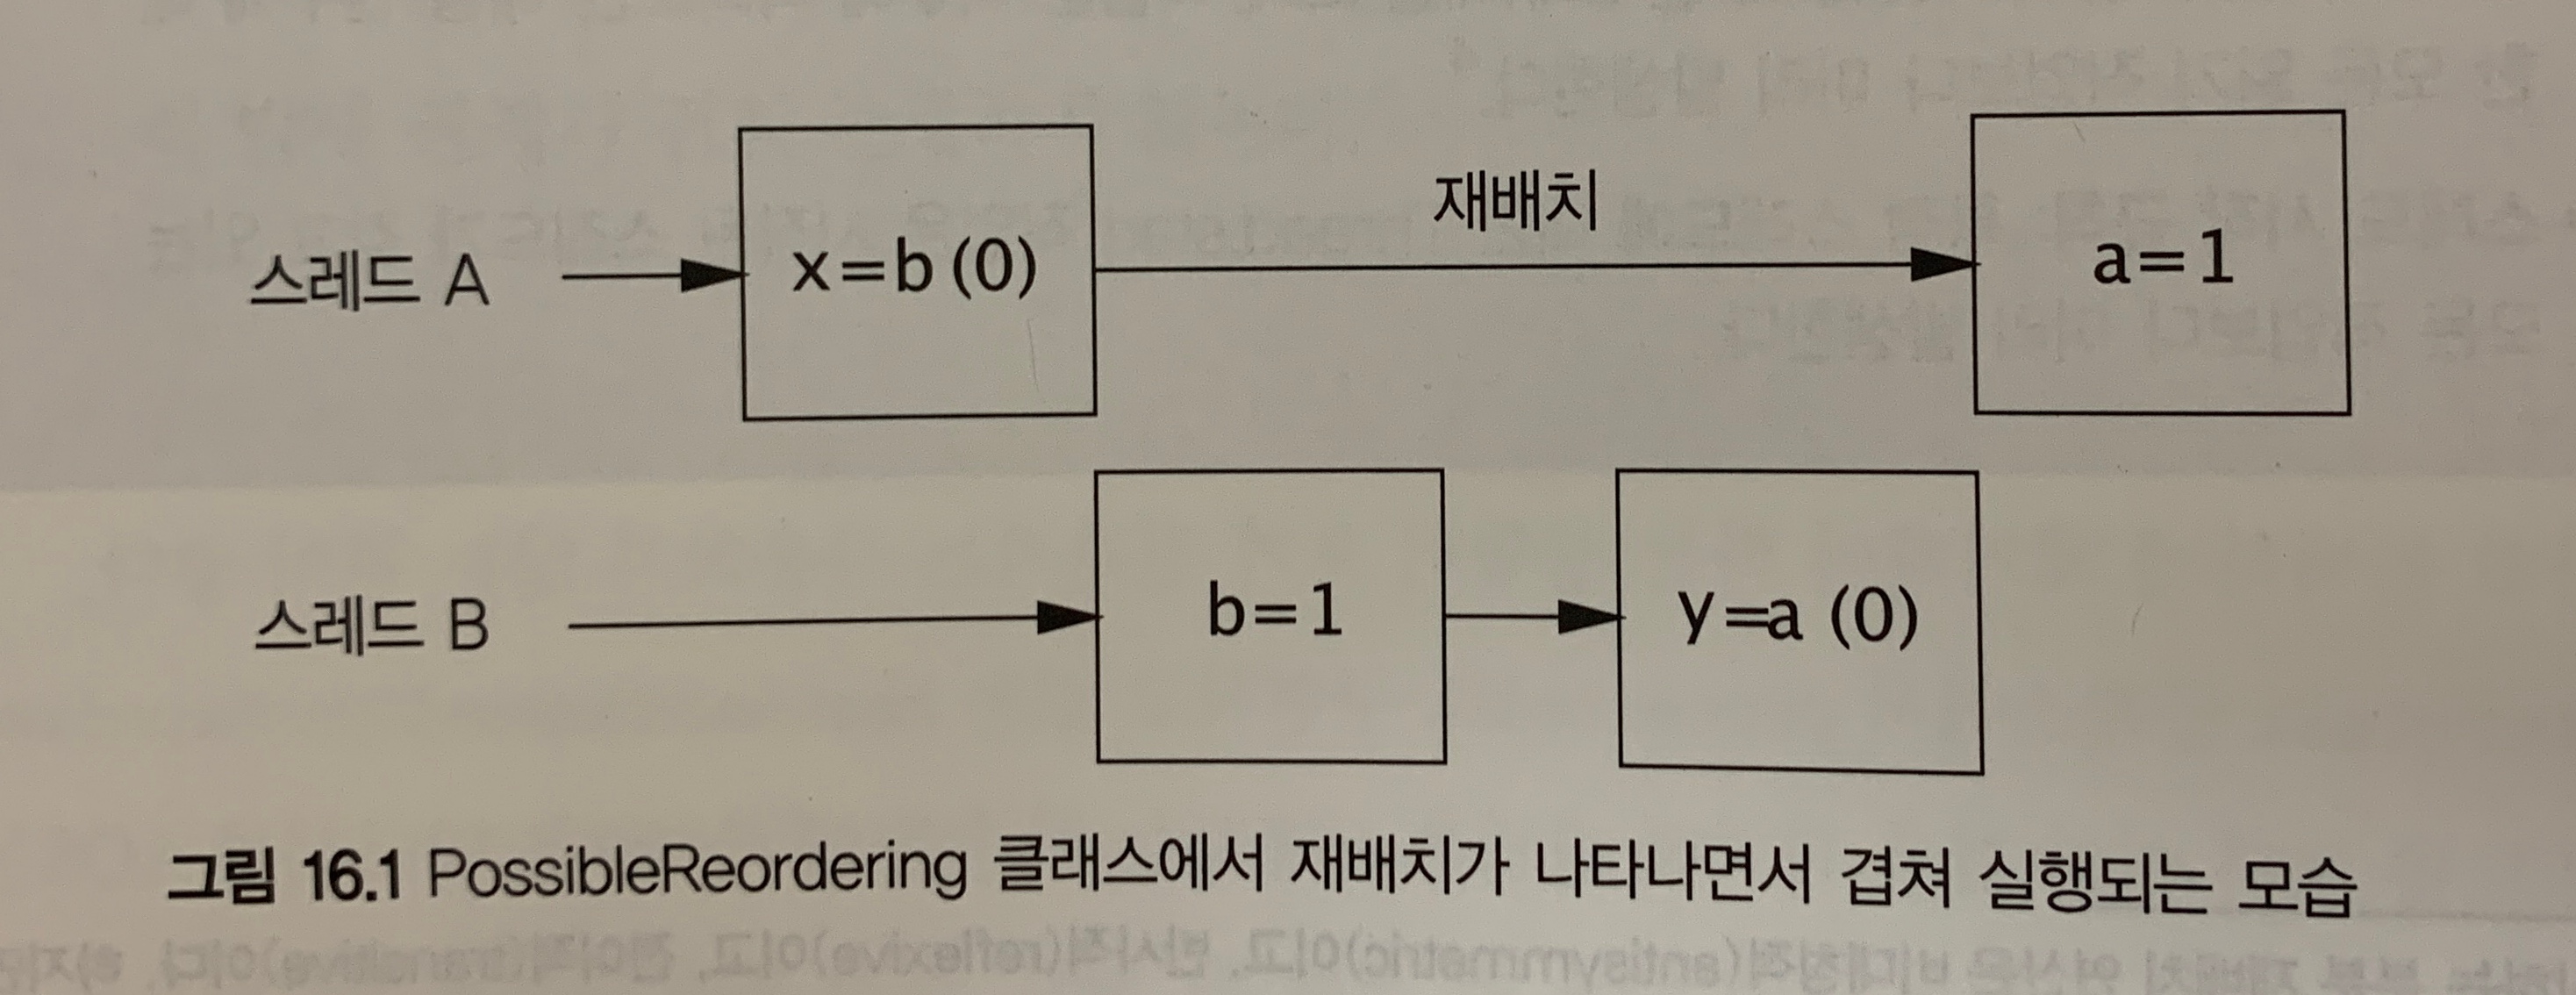 재배치
스레드 A x=b (0) a=1
스레드 B b=1 y=a (0)
그림 16.1 PossibleReordering 클래스에서 재배치가 나타나면서 겹쳐 실행되는 모습